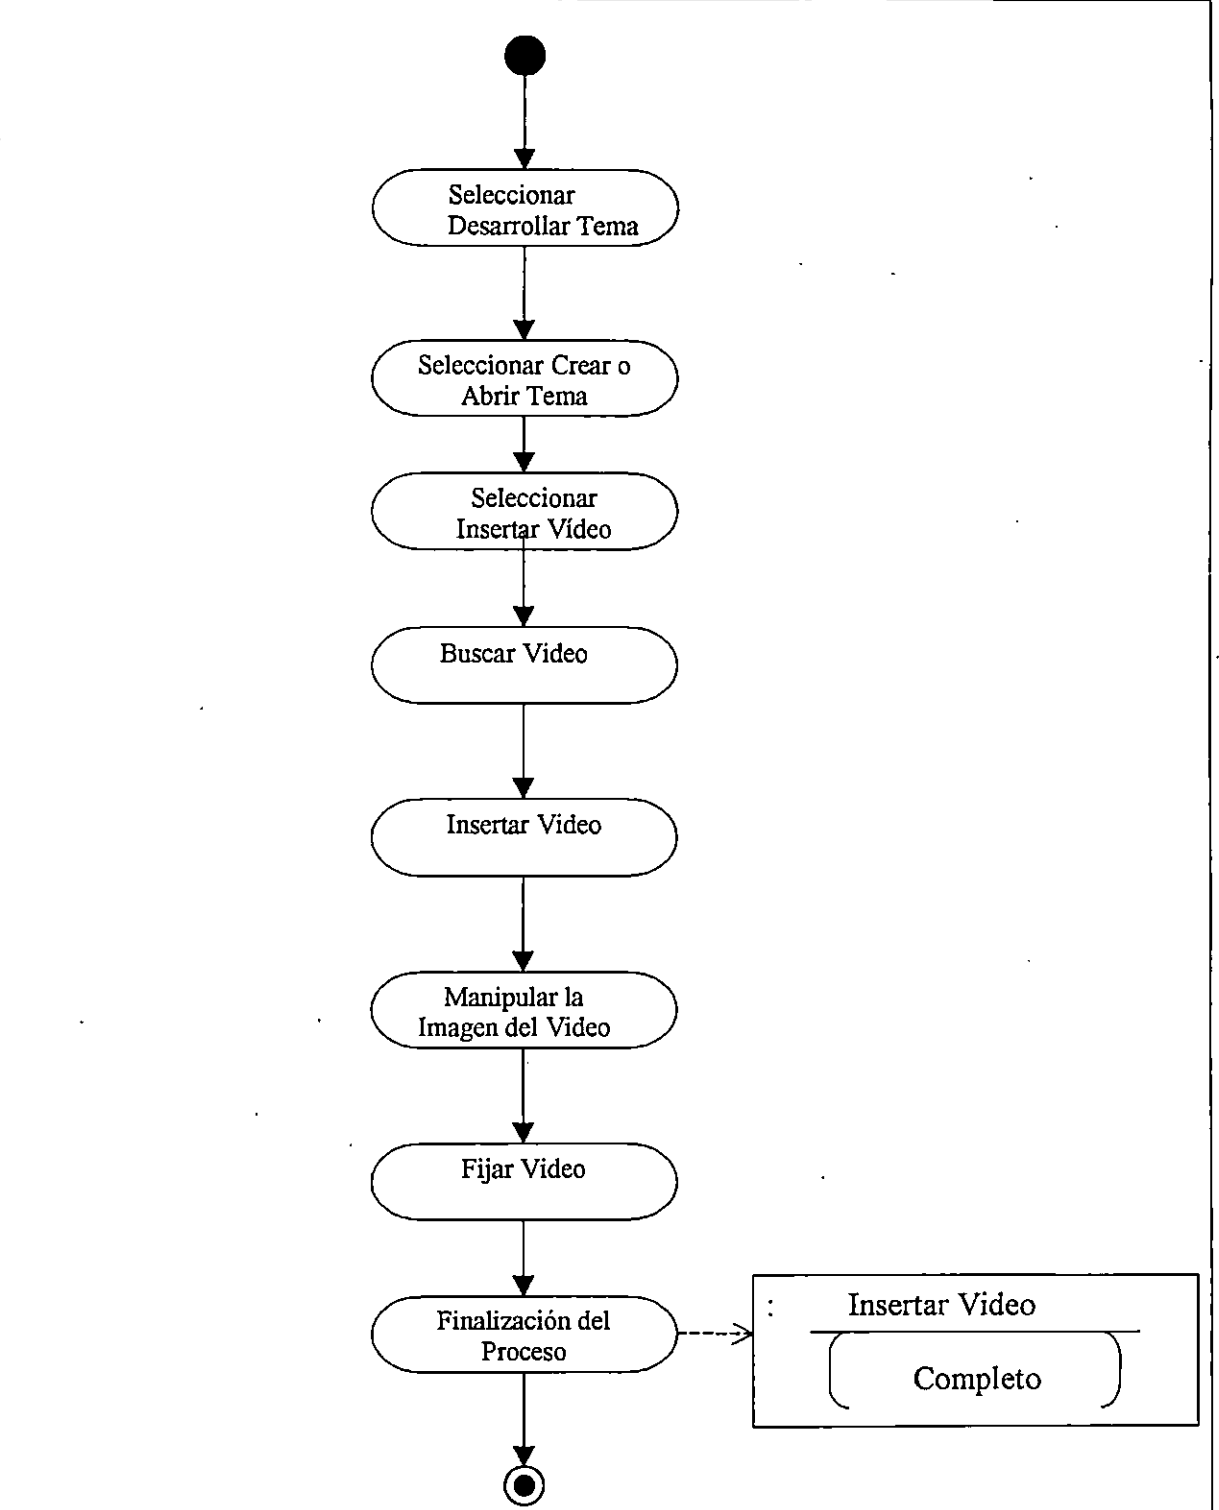 Seleccionar
Desarrollar Tema
Seleccionar Crear o
Abrir Tema
Seleccionar
Insertar Vídeo
Buscar Video
Insertar Video
Manipular la
Imagen del Video
Fijar Video
Finalización del
Proceso
: Insertar Video
Completo